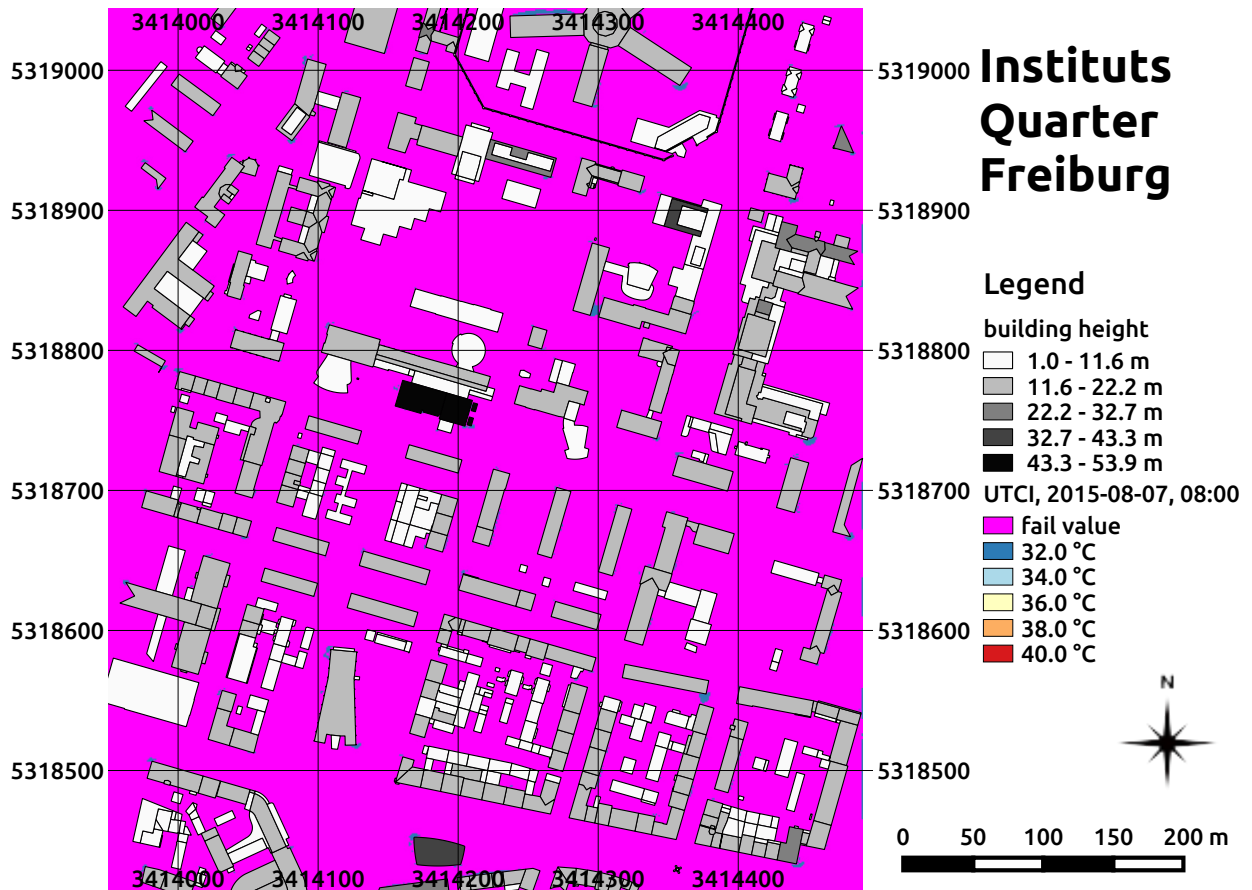 3414000 3414100 3414200 3414300 3414400
5319000 5319000
5318900 5318900
5318800 5318800
5318700 5318700
5318600 5318600
5318500 5318500
3414000 3414100 3414200 3414300 3414400
Instituts
Quarter
Freiburg
Legend
building height
1.0 - 11.6 m
11.6 - 22.2 m
22.2 - 32.7 m
32.7 - 43.3 m
43.3 - 53.9 m
UTCI, 2015-08-07, 08:00
fail value
32.0 °C
34.0 °C
36.0 °C
38.0 °C
40.0 °C
N
0 50 100 150 200 m